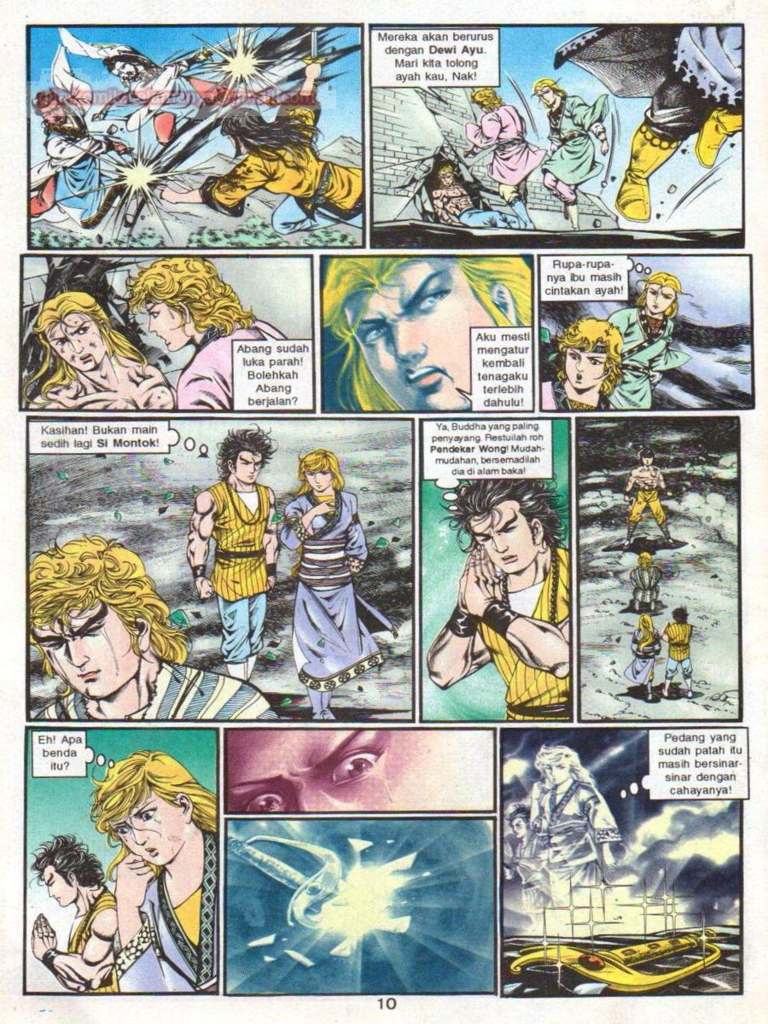 Mereka akan berurus
dengan Dewi Ayu.
Mari kita tolong
ayah kau, Nak!
Abang sudah
luka parah!
Bolehkah
Abang
berjalan?
Aku mesti
mengatur
kembali
tenagaku
terlebih
dahulu!
Rupa-rupa-
nya ibu masih
cintakan ayah!
Kasihan! Bukan main
sedih lagi Si Montok!
Ya, Buddha yang paling
penyayang. Restuilah roh
Pendekar Wong! Mudah-
mudahan, bersemadilah
dia di alam baka!
Eh! Apa
benda
itu?
Pedang yang
sudah patah itu
masih bersinar-
sinar dengan
cahayanya!
10